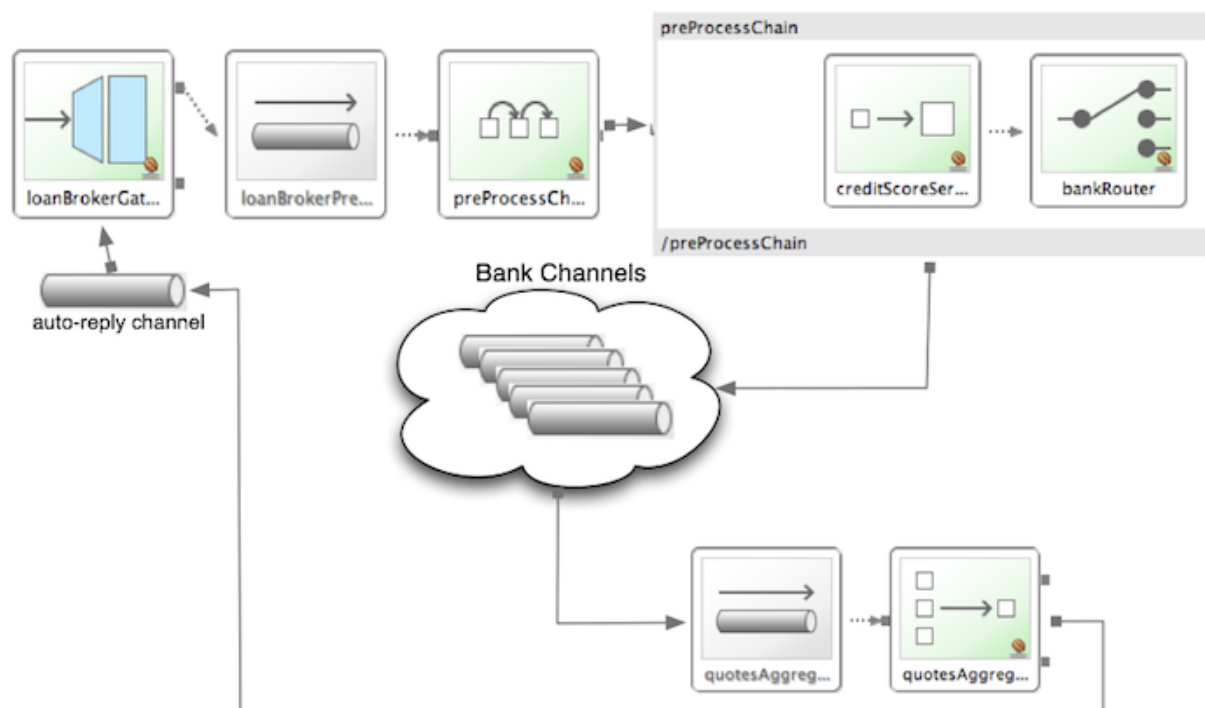 preProcessChain
loanBrokerGat...
loanBrokerPre...
preProcessCh...
creditScoreSer...
bankRouter
/preProcessChain
Bank Channels
auto-reply channel
quotesAggreg...
quotesAggreg...